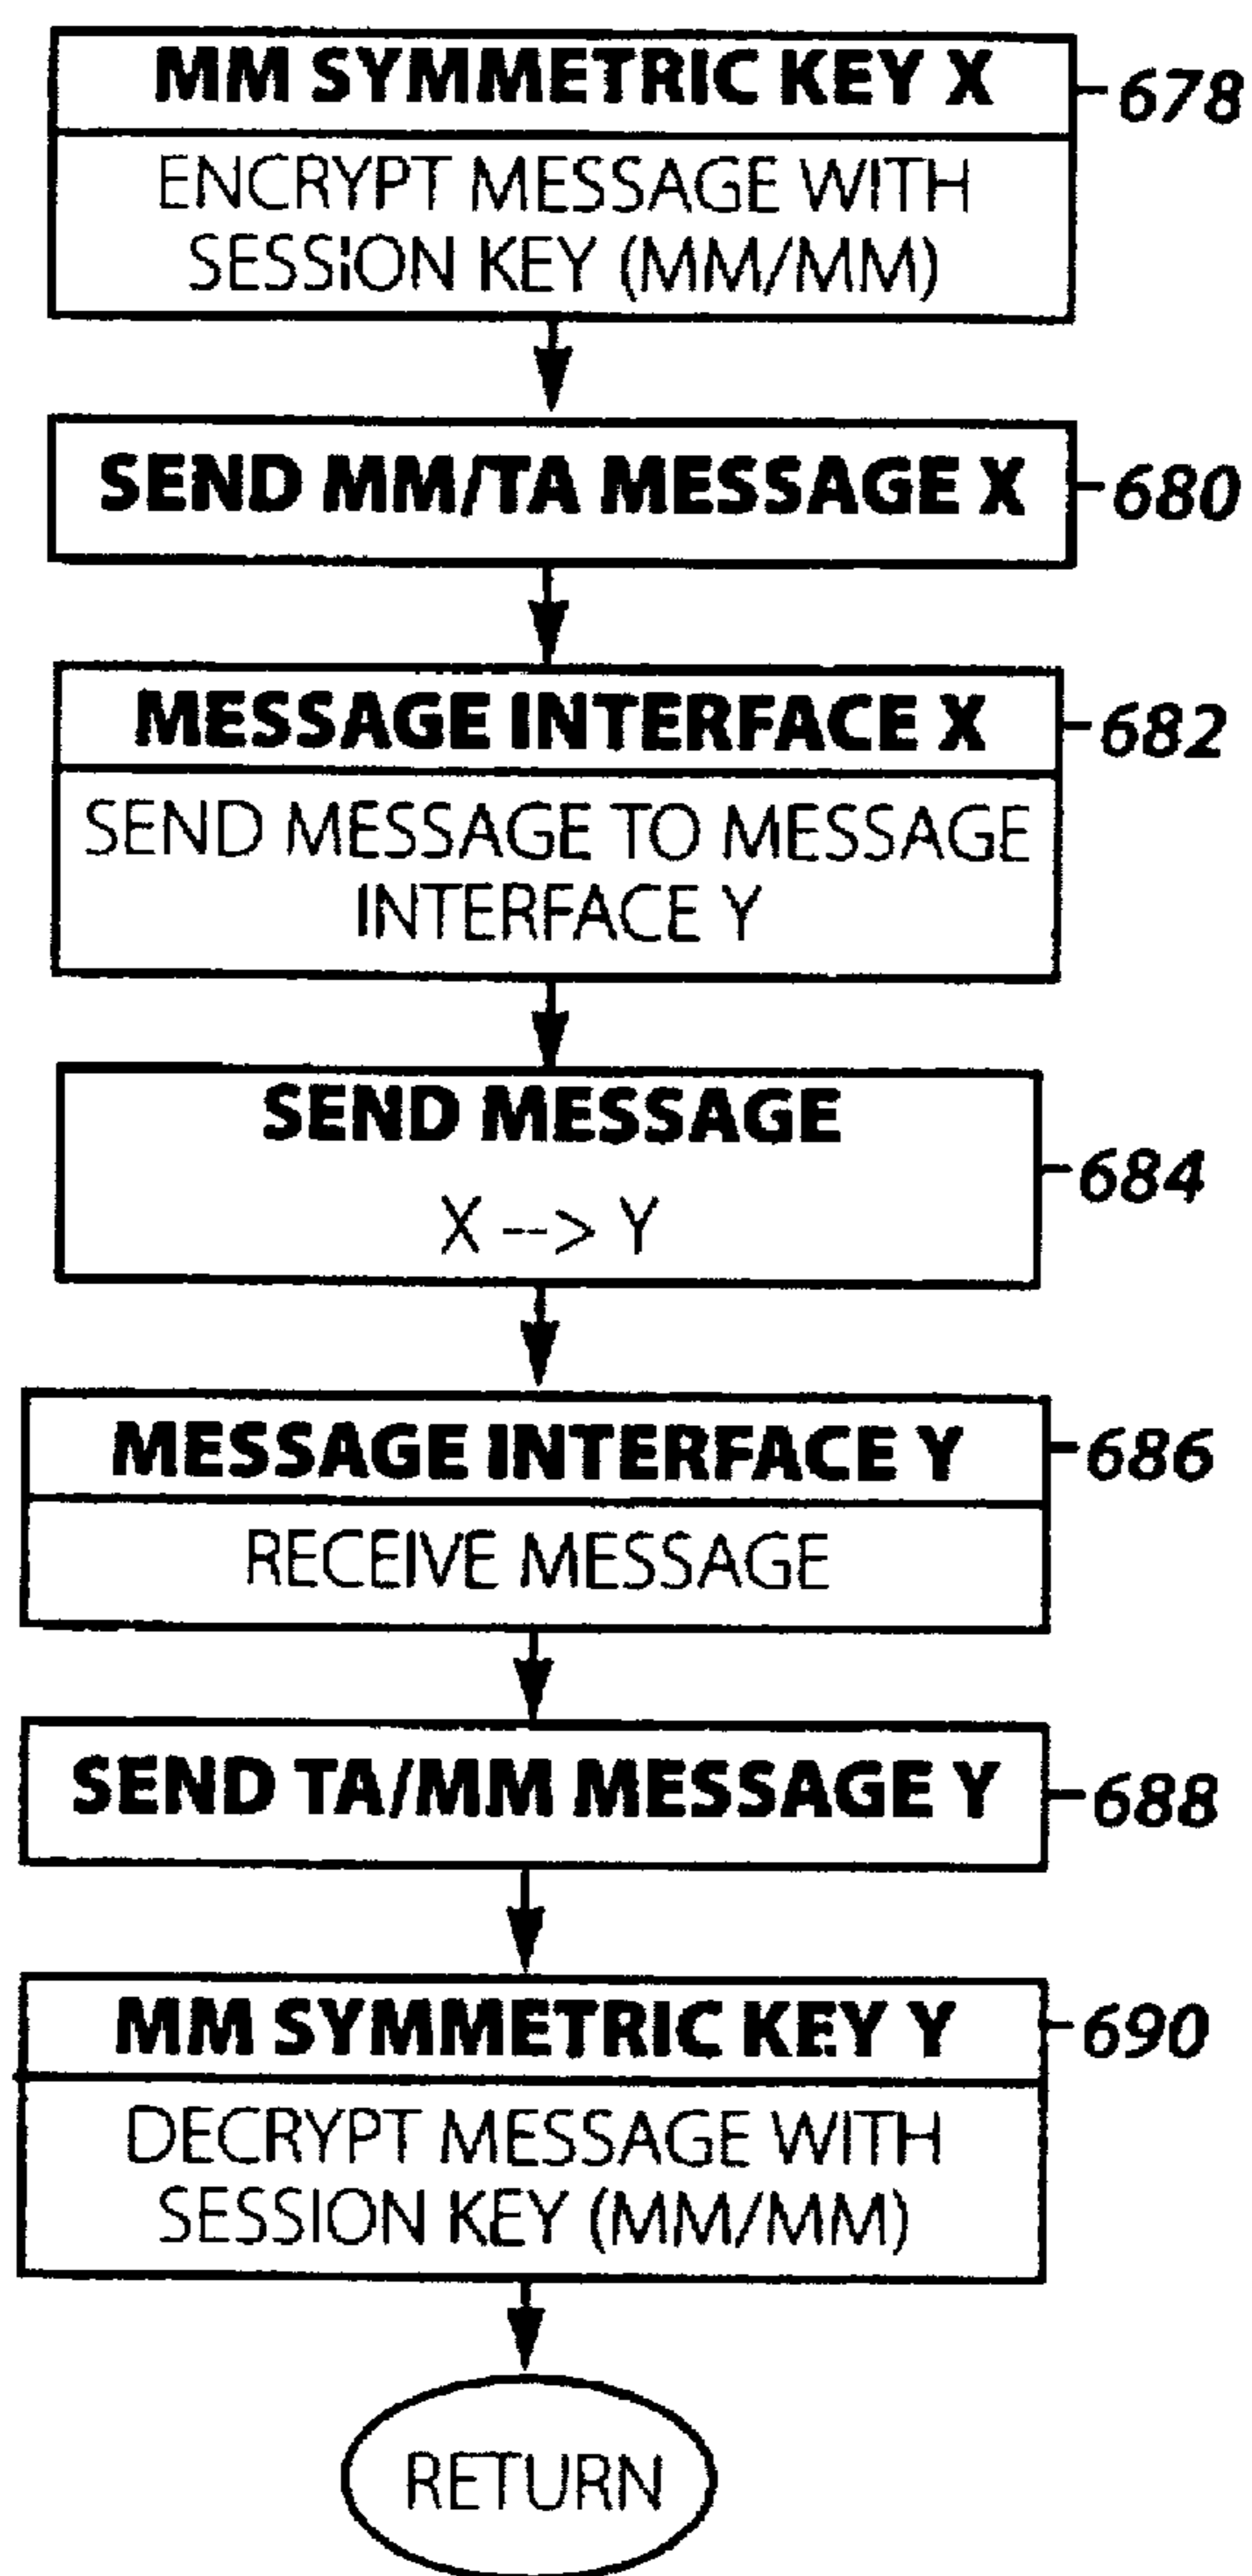 MM SYMMETRIC KEY X
678
ENCRYPT MESSAGE WITH
SESSION KEY (MM/MM)
SEND MM/TA MESSAGE X
680
MESSAGE INTERFACE X
682
SEND MESSAGE TO MESSAGE
INTERFACE Y
SEND MESSAGE
684
X --> Y
MESSAGE INTERFACE Y
686
RECEIVE MESSAGE
SEND TA/MM MESSAGE Y
688
MM SYMMETRIC KEY Y
690
DECRYPT MESSAGE WITH
SESSION KEY (MM/MM)
RETURN